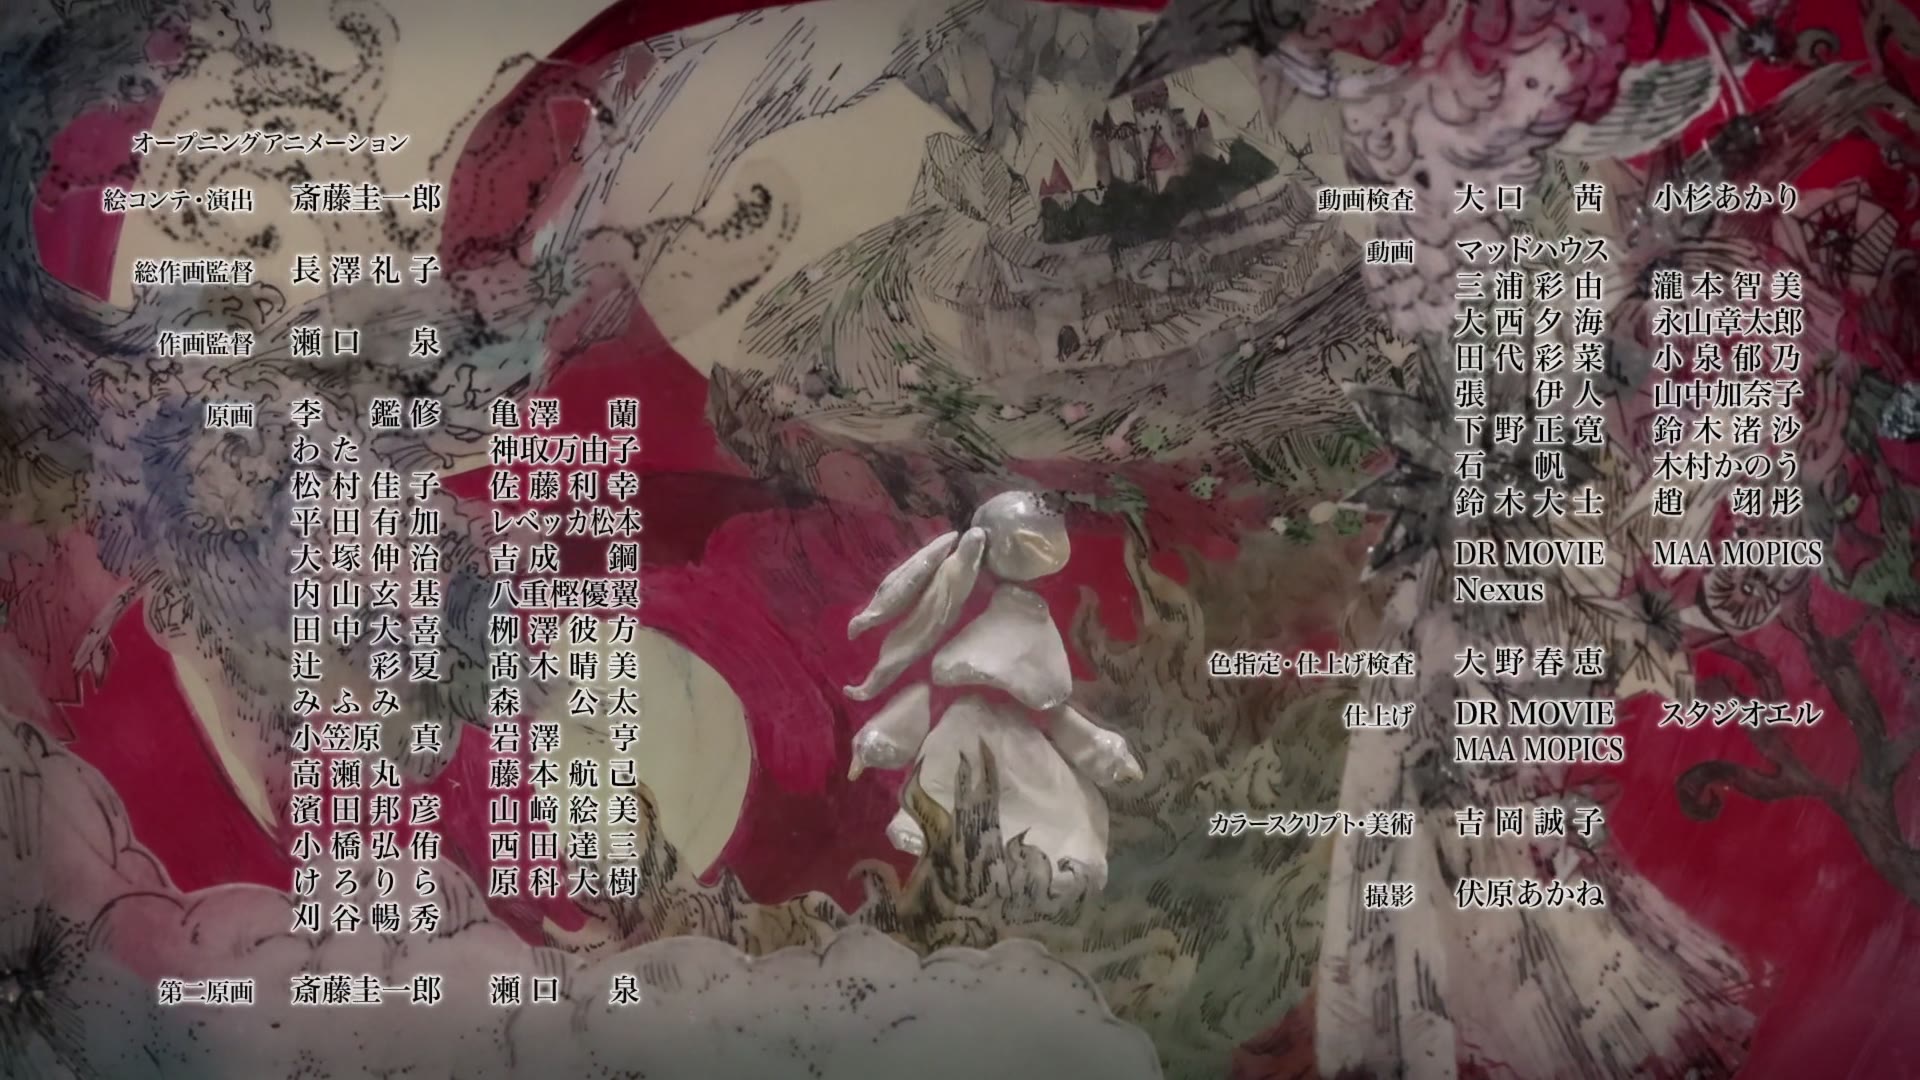 オープニングアニメーション
絵コンテ・演出 斎藤圭一郎
総作画監督 長澤礼子
作画監督 瀬口 泉
原画 李 鑑修 亀澤 蘭
わた 神取万由子
松村佳子 佐藤利幸
平田有加 レベッカ松本
大塚伸治 吉成 鋼
内山玄基 八重樫優翼
田中大喜 栁澤彼方
辻 彩夏 髙木晴美
みふみ 森 公太
小笠原 真 岩澤 亨
高瀬丸 藤本航己
濱田邦彦 山﨑絵美
小橋弘侑 西田達三
けろりら 原科大樹
刈谷暢秀
第二原画 斎藤圭一郎 瀬口 泉
動画検査 大口 茜 小杉あかり
動画 マッドハウス
三浦彩由 瀧本智美
大西夕海 永山章太郎
田代彩菜 小泉郁乃
張 伊人 山中加奈子
下野正寛 鈴木渚沙
石 帆 木村かのう
鈴木大士 趙 翊彤
DR MOVIE MAA MOPICS
Nexus
色指定・仕上げ検査 大野春恵
仕上げ DR MOVIE スタジオエル
MAA MOPICS
カラースクリプト・美術 吉岡誠子
撮影 伏原あかね